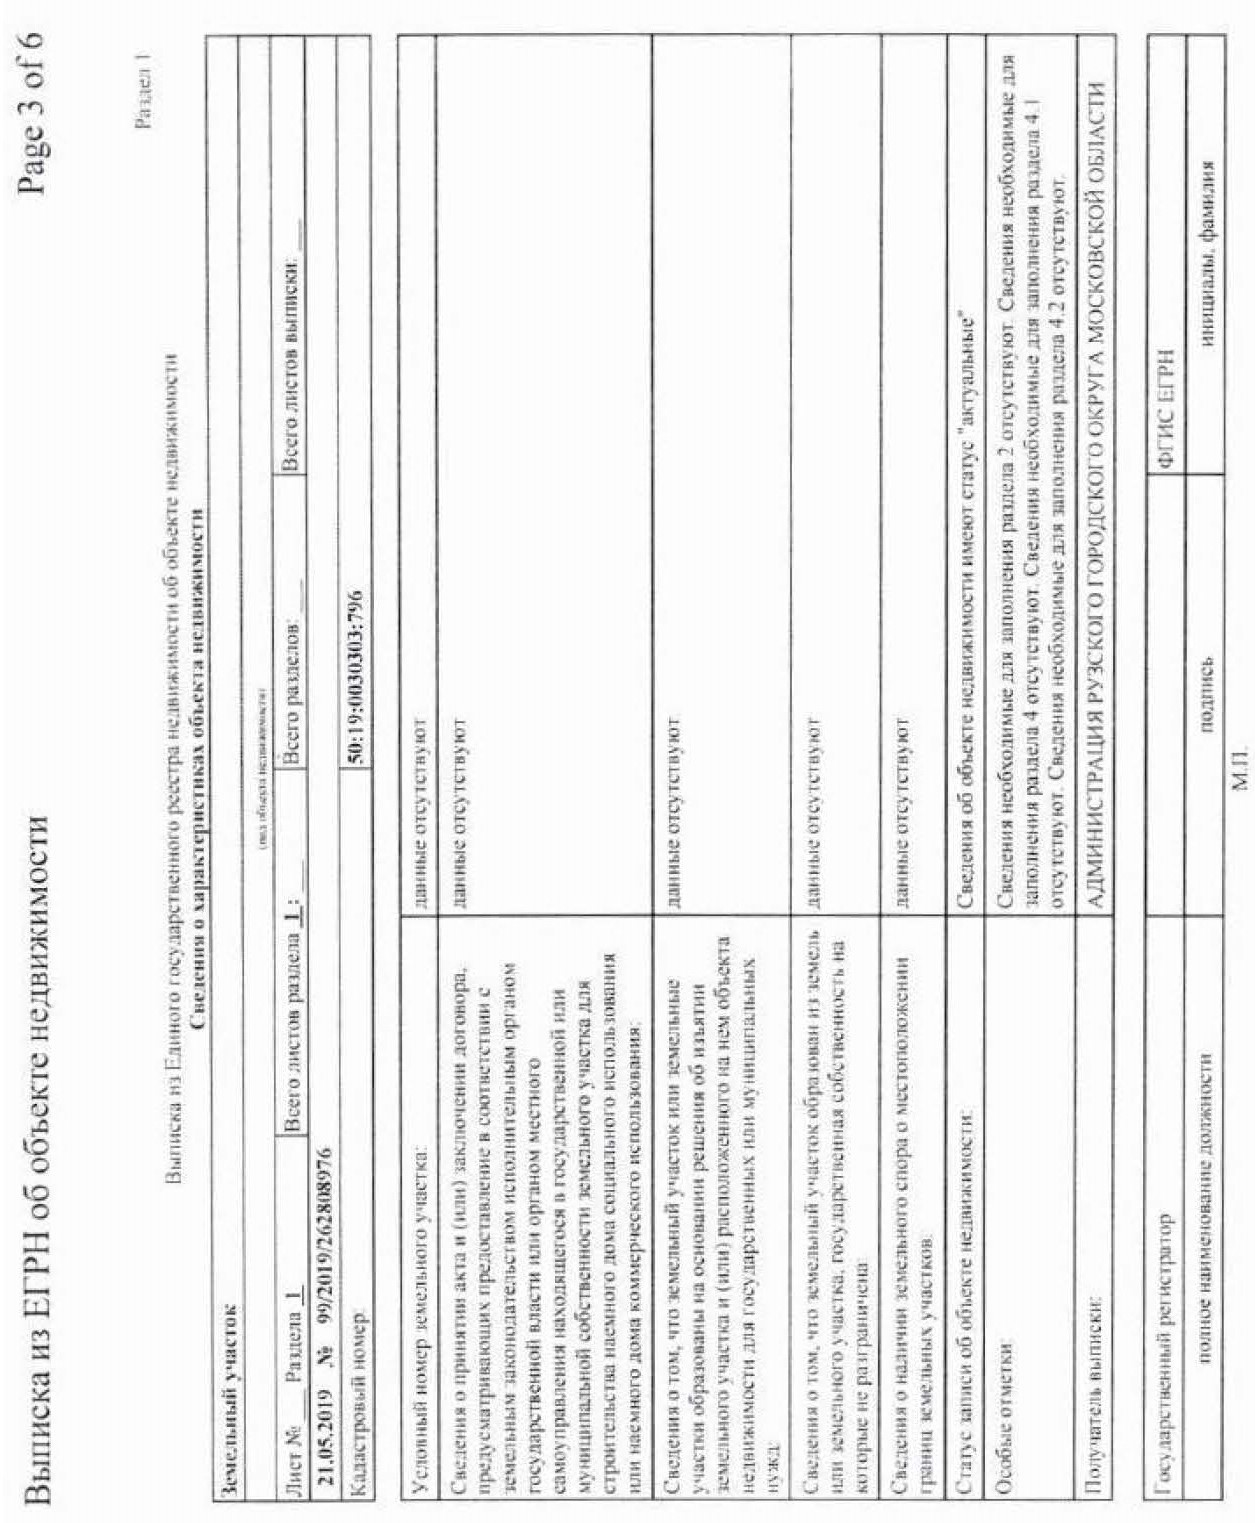 Выписка из ЕГРН об объекте недвижимости
Page 3 of 6
Раздел 1
Выписка из Единого государственного реестра недвижимости об объекте недвижимости
Сведения о характеристиках объекта недвижимости
Земельный участок
(вид объекта недвижимости)
Лист № ___ Раздела 1
Всего листов раздела 1: ___
Всего разделов: ___
Всего листов выписки: ___
21.05.2019 № 99/2019/262808976
Кадастровый номер:
50:19:0030303:796
Условный номер земельного участка:
данные отсутствуют
Сведения о принятии акта и (или) заключении договора,
предусматривающих предоставление в соответствии с
земельным законодательством исполнительным органом
государственной власти или органом местного
самоуправления находящегося в государственной или
муниципальной собственности земельного участка для
строительства наемного дома социального использования
или наемного дома коммерческого использования:
данные отсутствуют
Сведения о том, что земельный участок или земельные
участки образованы на основании решения об изъятии
земельного участка и (или) расположенного на нем объекта
недвижимости для государственных или муниципальных
нужд:
данные отсутствуют
Сведения о том, что земельный участок образован из земель
или земельного участка, государственная собственность на
которые не разграничена:
данные отсутствуют
Сведения о наличии земельного спора о местоположении
границ земельных участков:
данные отсутствуют
Статус записи об объекте недвижимости:
Сведения об объекте недвижимости имеют статус "актуальные"
Особые отметки:
Сведения необходимые для заполнения раздела 2 отсутствуют. Сведения необходимые для
заполнения раздела 4 отсутствуют. Сведения необходимые для заполнения раздела 4.1
отсутствуют. Сведения необходимые для заполнения раздела 4.2 отсутствуют.
Получатель выписки:
АДМИНИСТРАЦИЯ РУЗСКОГО ГОРОДСКОГО ОКРУГА МОСКОВСКОЙ ОБЛАСТИ
Государственный регистратор
ФГИС ЕГРН
полное наименование должности
подпись
инициалы, фамилия
М.П.